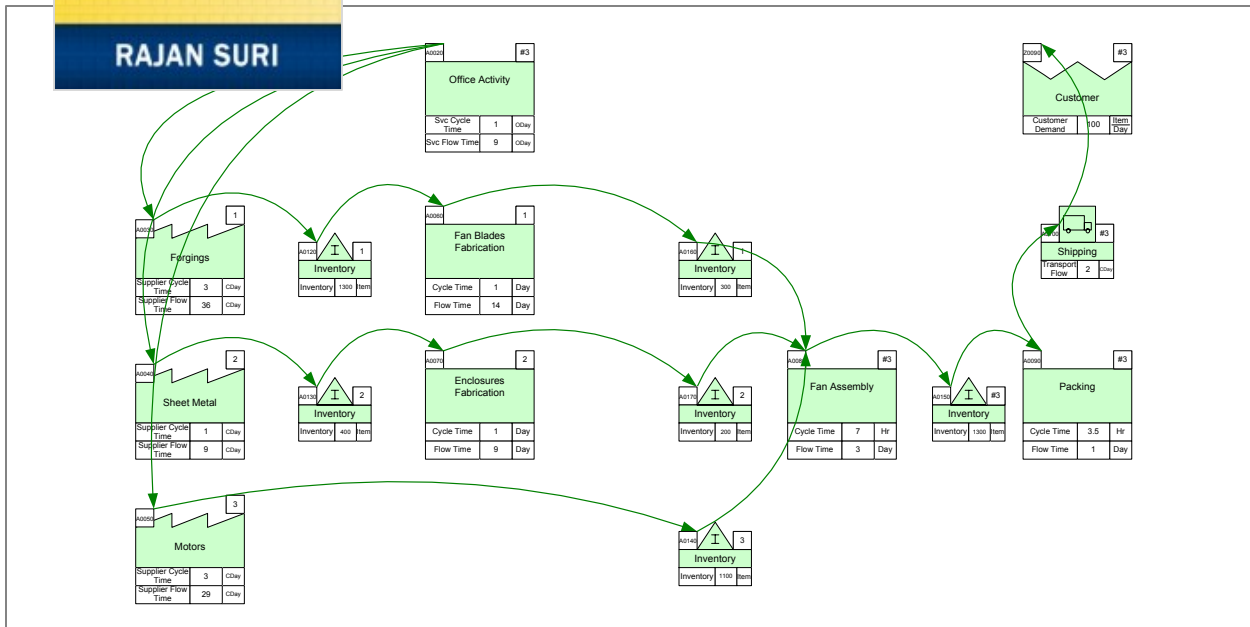 RAJAN SURI
A0020
#3
Office Activity
Svc Cycle
Time
1
ODay
Svc Flow Time
9
ODay
Z0090
#3
Customer
Customer
Demand
100
Item
Day
A0030
1
Forgings
Supplier Cycle
Time
3
CDay
Supplier Flow
Time
36
CDay
A0120
1
Inventory
Inventory
1300
Item
A0060
1
Fan Blades
Fabrication
Cycle Time
1
Day
Flow Time
14
Day
A0160
1
Inventory
Inventory
300
Item
#3
Shipping
Transport
Flow
2
CDay
A0040
2
Sheet Metal
Supplier Cycle
Time
1
CDay
Supplier Flow
Time
9
CDay
A0130
2
Inventory
Inventory
400
Item
A0070
2
Enclosures
Fabrication
Cycle Time
1
Day
Flow Time
9
Day
A0170
2
Inventory
Inventory
200
Item
#3
Fan Assembly
Cycle Time
7
Hr
Flow Time
3
Day
A0150
#3
Inventory
Inventory
1300
Item
A0090
#3
Packing
Cycle Time
3.5
Hr
Flow Time
1
Day
A0050
3
Motors
Supplier Cycle
Time
3
CDay
Supplier Flow
Time
29
CDay
A0140
3
Inventory
Inventory
1100
Item